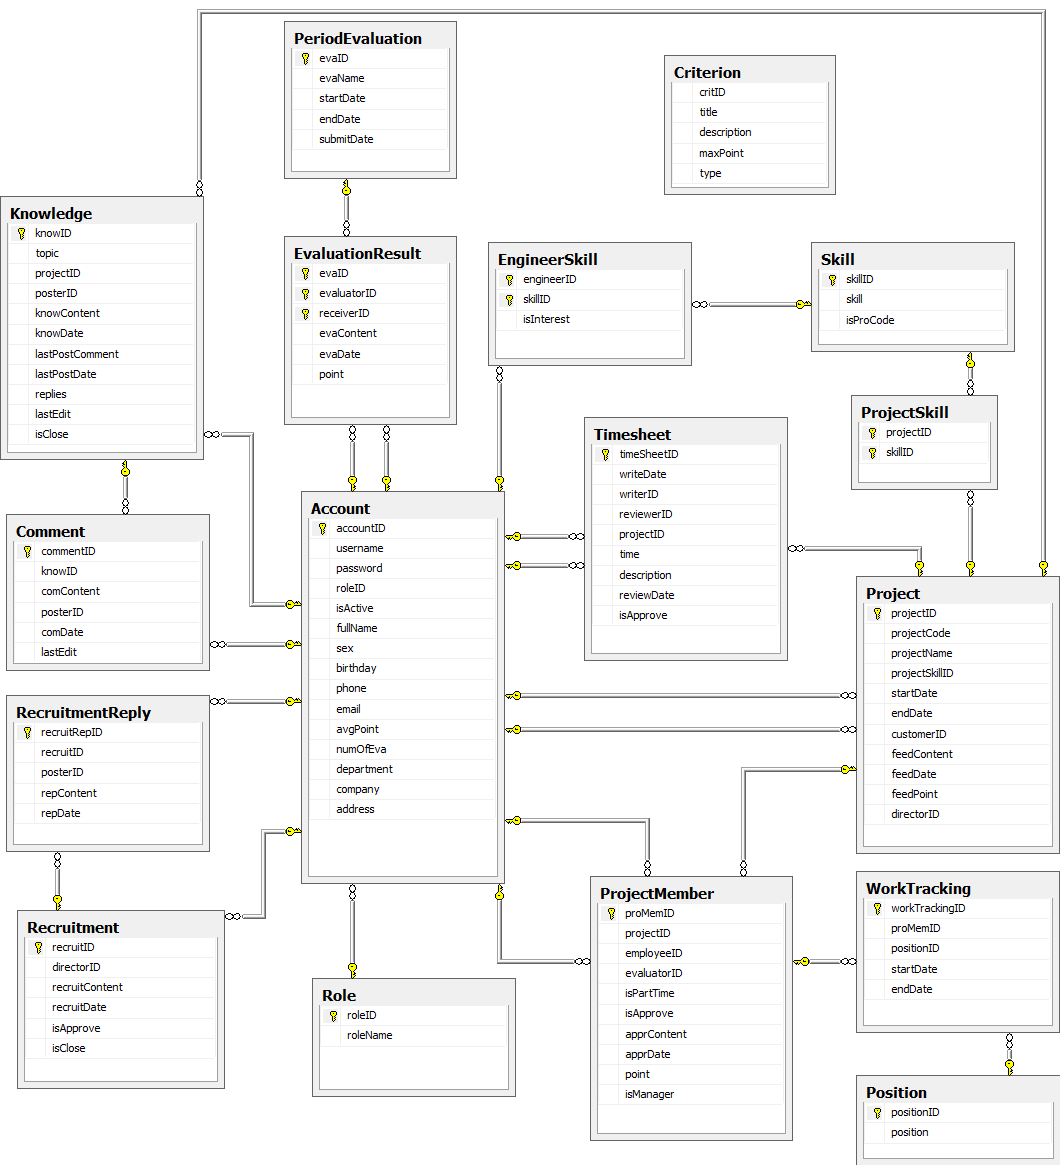 PeriodEvaluation
evaID
evaName
startDate
endDate
submitDate
Criterion
critID
title
description
maxPoint
type
Knowledge
knowID
topic
projectID
posterID
knowContent
knowDate
lastPostComment
lastPostDate
replies
lastEdit
isClose
EvaluationResult
evaID
evaluatorID
receiverID
evaContent
evaDate
point
EngineerSkill
engineerID
skillID
isInterest
Skill
skillID
skill
isProCode
ProjectSkill
projectID
skillID
Timesheet
timeSheetID
writeDate
writerID
reviewerID
projectID
time
description
reviewDate
isApprove
Account
accountID
username
password
roleID
isActive
fullName
sex
birthday
phone
email
avgPoint
numOfEva
department
company
address
Comment
commentID
knowID
comContent
posterID
comDate
lastEdit
Project
projectID
projectCode
projectName
projectSkillID
startDate
endDate
customerID
feedContent
feedDate
feedPoint
directorID
RecruitmentReply
recruitRepID
recruitID
posterID
repContent
repDate
Recruitment
recruitID
directorID
recruitContent
recruitDate
isApprove
isClose
Role
roleID
roleName
ProjectMember
proMemID
projectID
employeeID
evaluatorID
isPartTime
isApprove
apprContent
apprDate
point
isManager
WorkTracking
workTrackingID
proMemID
positionID
startDate
endDate
Position
positionID
position